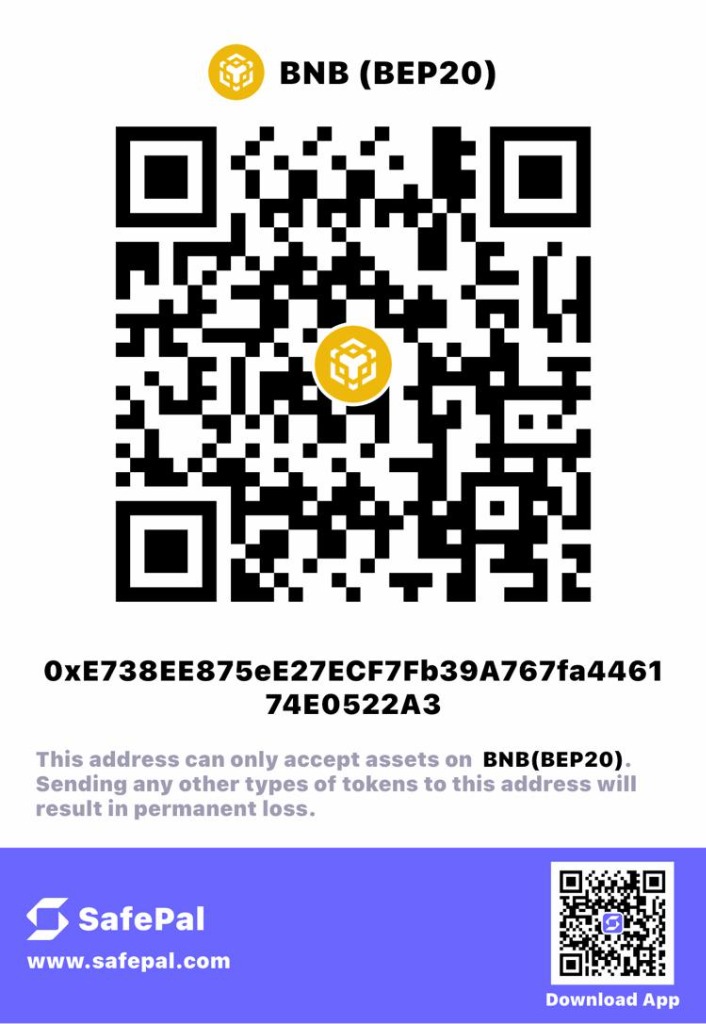 BNB (BEP20)
0xE738EE875eE27ECF7Fb39A767fa4461
74E0522A3
This address can only accept assets on BNB(BEP20).
Sending any other types of tokens to this address will
result in permanent loss.
SafePal
www.safepal.com
Download App